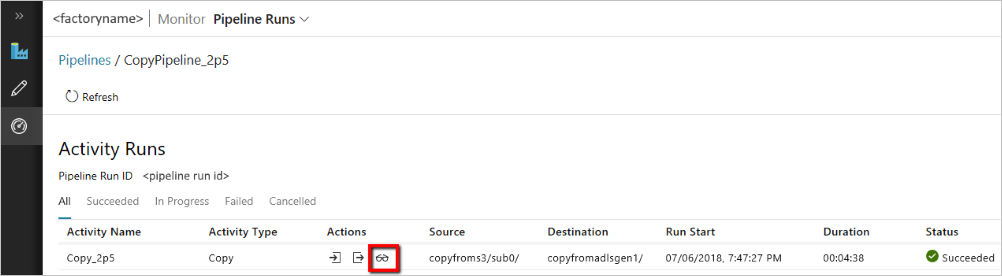 <factoryname> Monitor Pipeline Runs
Pipelines / CopyPipeline_2p5
Refresh
Activity Runs
Pipeline Run ID <pipeline run id>
All Succeeded In Progress Failed Cancelled
Activity Name Activity Type Actions Source Destination Run Start Duration Status
Copy_2p5 Copy copyfroms3/sub0/ copyfromadlsgen1/ 07/06/2018, 7:47:27 PM 00:04:38 Succeeded